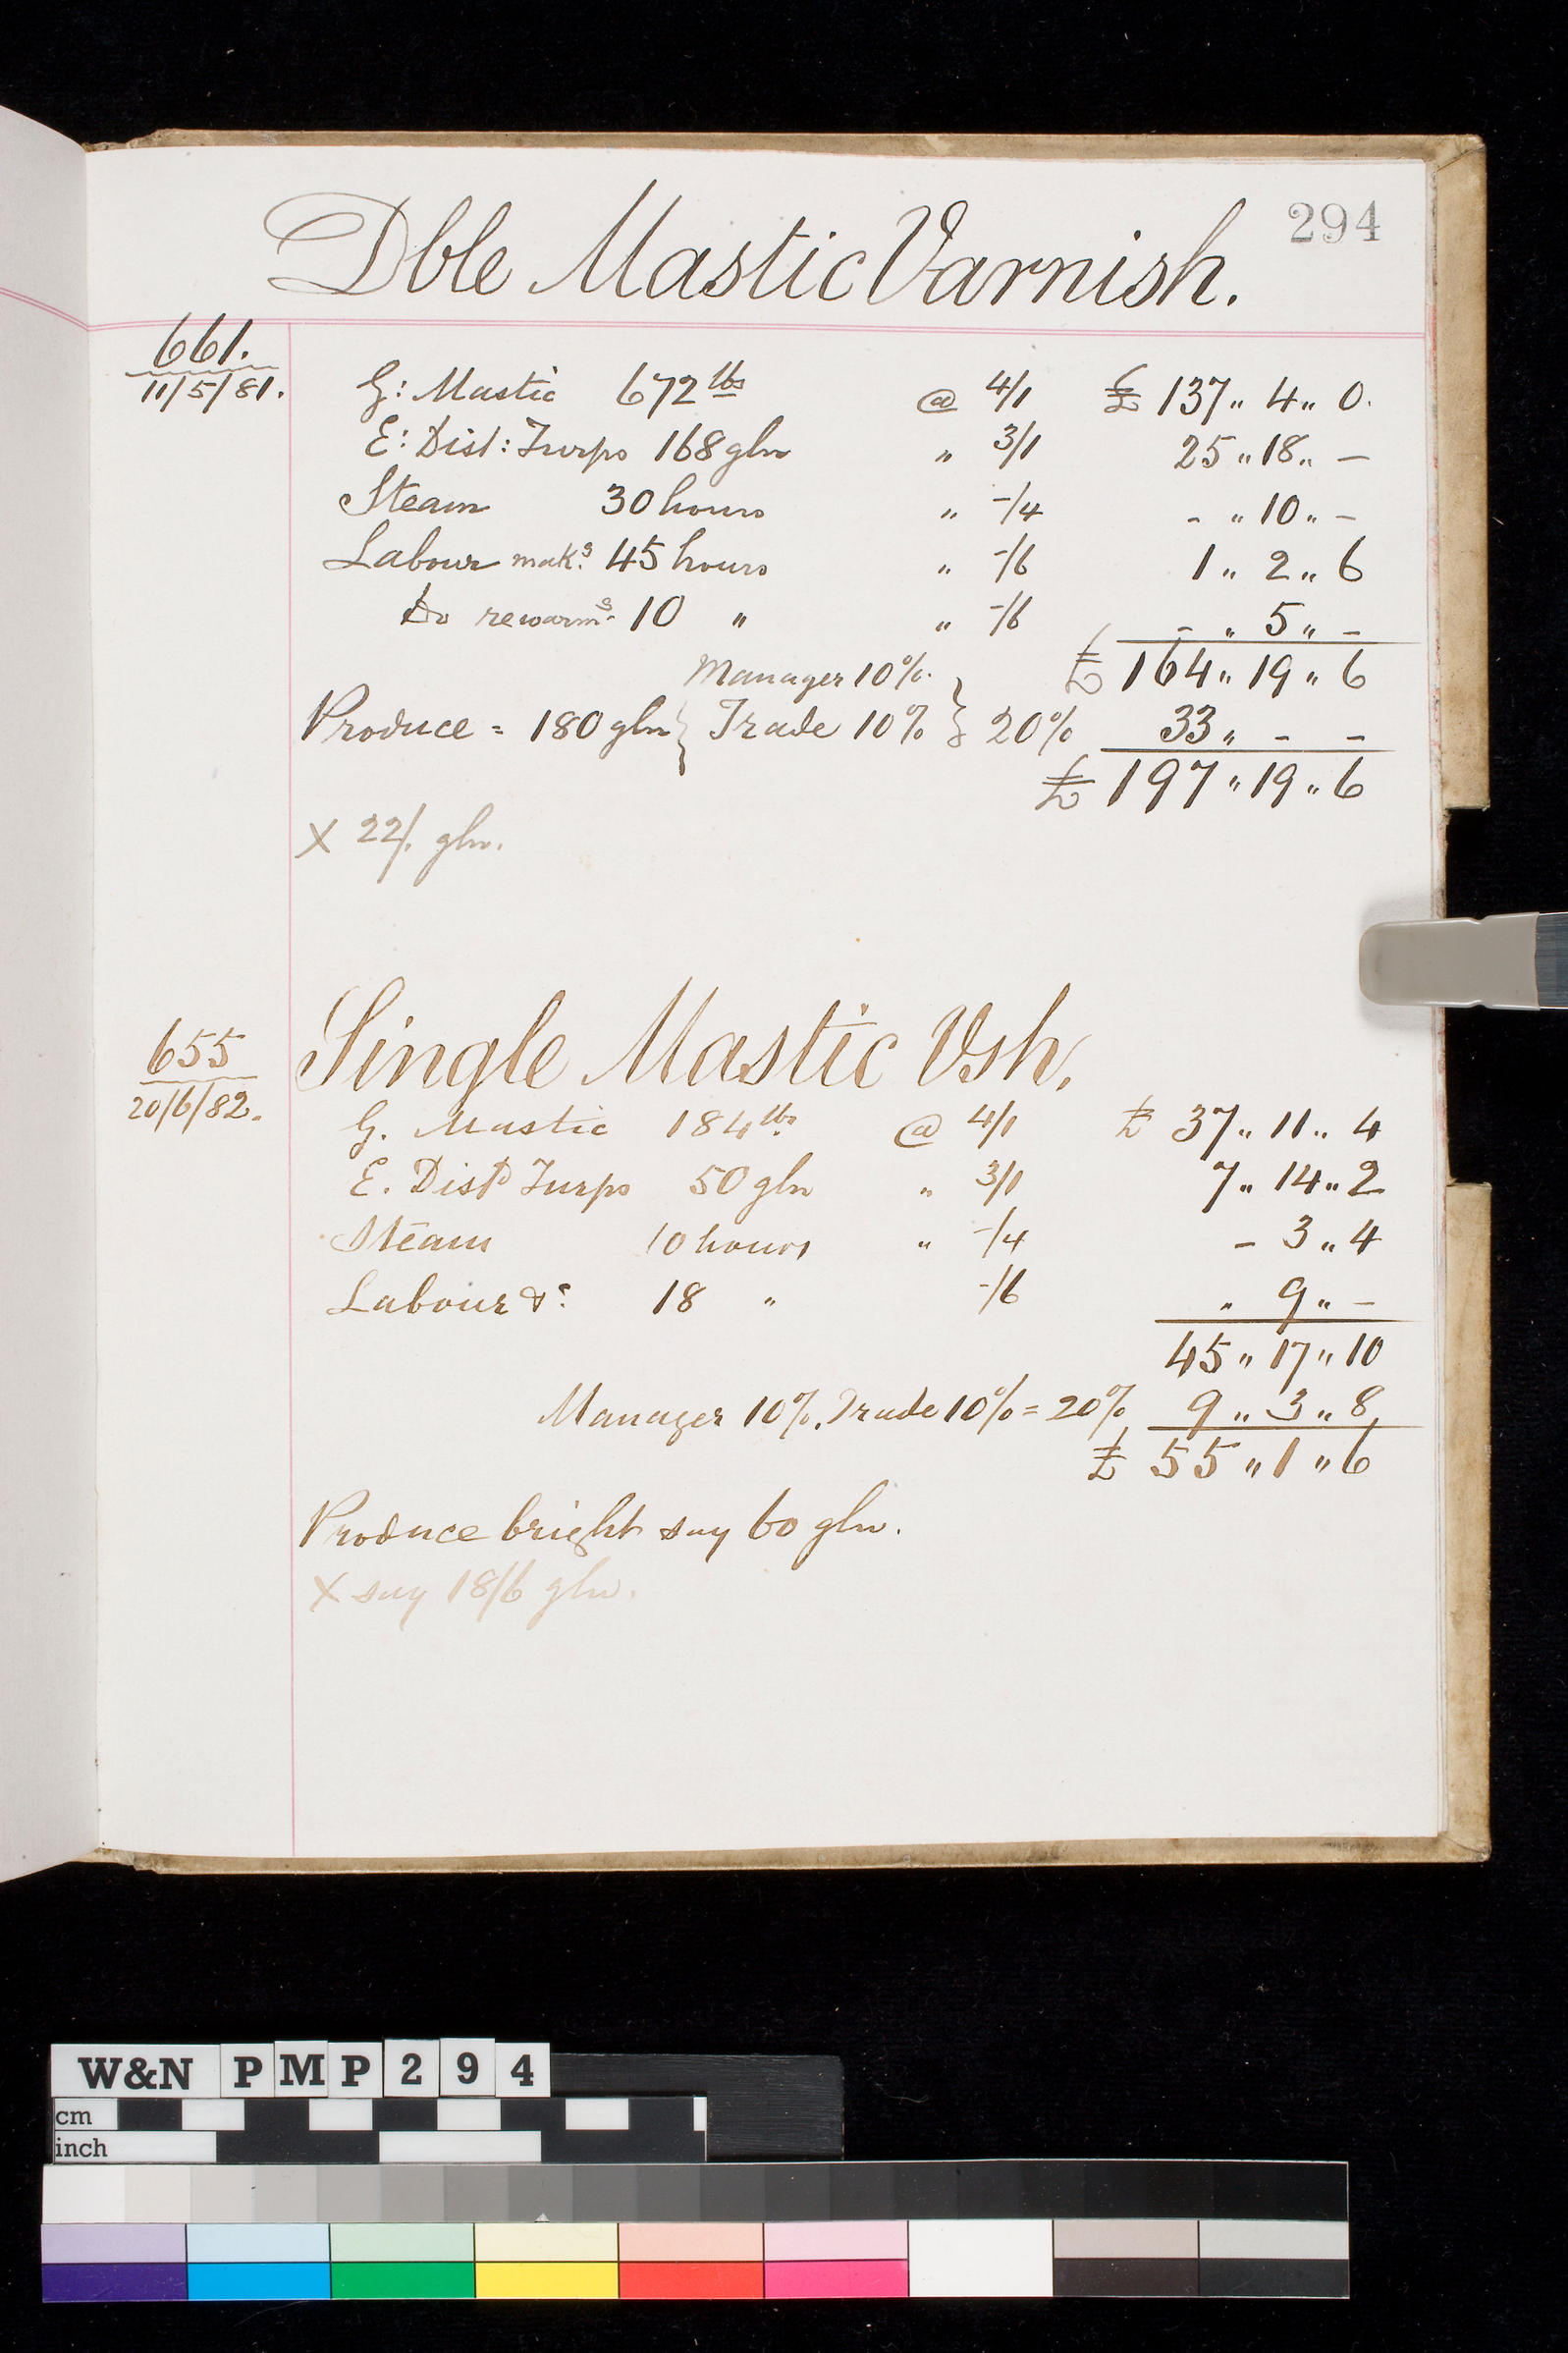 294
Dble Mastic Varnish.
661.
11/5/81.
G: Mastic 672 lbs @ 4/1 £ 137 " 4 " 0.
E: Dist: Turps 168 gln " 3/1 25 " 18 " –
Steam 30 hours " -/4 - " 10 " –
Labour mak.g 45 hours " -/6 1 " 2 " 6
Do rewarm.g 10 " " -/6 - " 5 " –
Manager 10%. £ 164 " 19 " 6
Produce = 180 gln { Trade 10% } 20% 33 " - -
£ 197 " 19 " 6
X 22/. gln.
655
20/6/82.
Single Mastic Vsh.
G. Mastic 184 lbs @ 4/1 £ 37 " 11 " 4
E. Dist.d Turps 50 gln " 3/1 7 " 14 " 2
Steam 10 hours " -/4 – 3 " 4
Labour &c: 18 " -/6 " 9 " –
45 " 17 " 10
Manager 10%. Trade 10% = 20% 9 " 3 " 8
£ 55 " 1 " 6
Produce bright say 60 gln.
X say 18/6 gln.
W&N PMP294
cm
inch